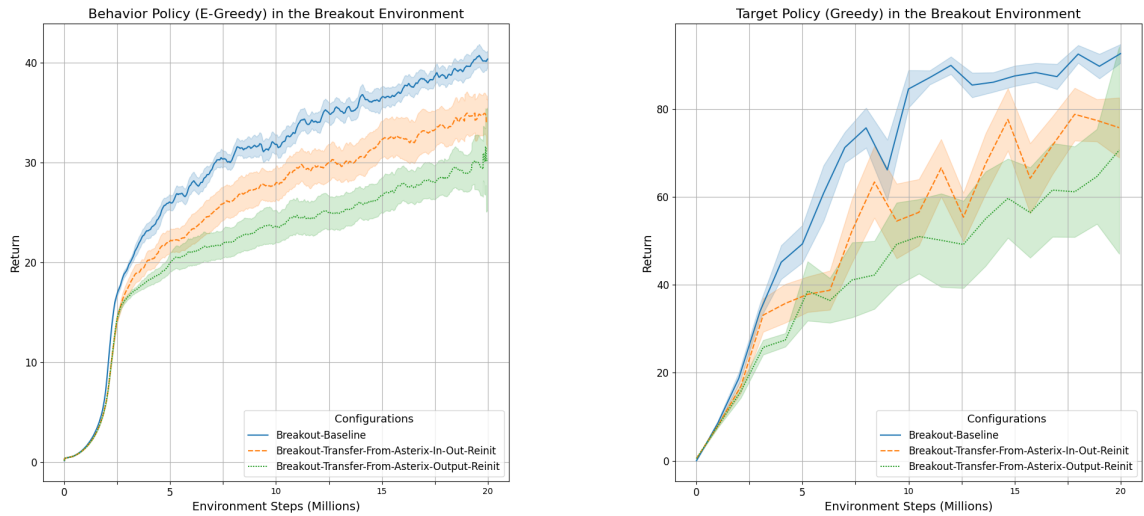 Behavior Policy (E-Greedy) in the Breakout Environment
40
30
20
10
0
Return
0
5
10
15
20
Environment Steps (Millions)
Configurations
Breakout-Baseline
Breakout-Transfer-From-Asterix-In-Out-Reinit
Breakout-Transfer-From-Asterix-Output-Reinit
Target Policy (Greedy) in the Breakout Environment
80
60
40
20
0
Return
0
5
10
15
20
Environment Steps (Millions)
Configurations
Breakout-Baseline
Breakout-Transfer-From-Asterix-In-Out-Reinit
Breakout-Transfer-From-Asterix-Output-Reinit